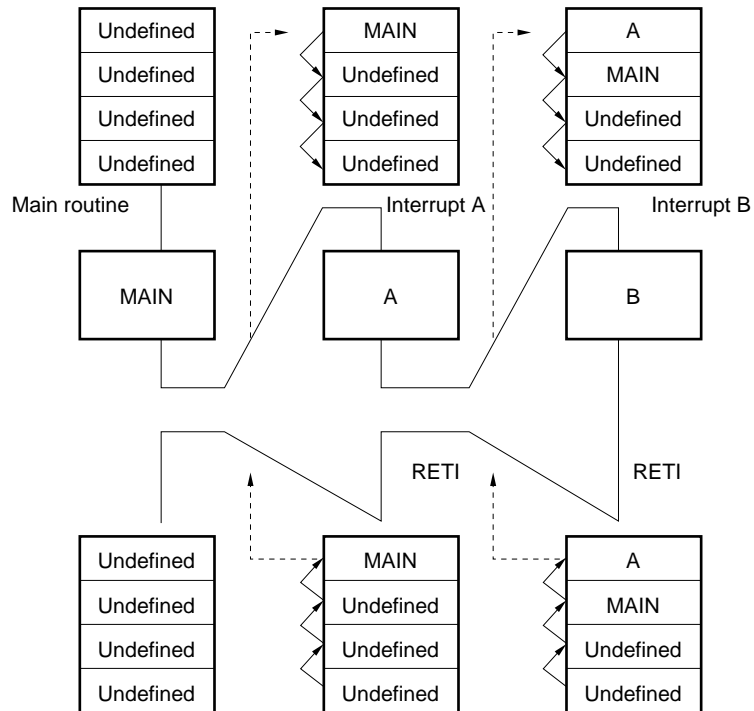 Undefined MAIN A
Undefined Undefined MAIN
Undefined Undefined Undefined
Undefined Undefined Undefined
Main routine Interrupt A Interrupt B
MAIN A B
RETI RETI
Undefined MAIN A
Undefined Undefined MAIN
Undefined Undefined Undefined
Undefined Undefined Undefined